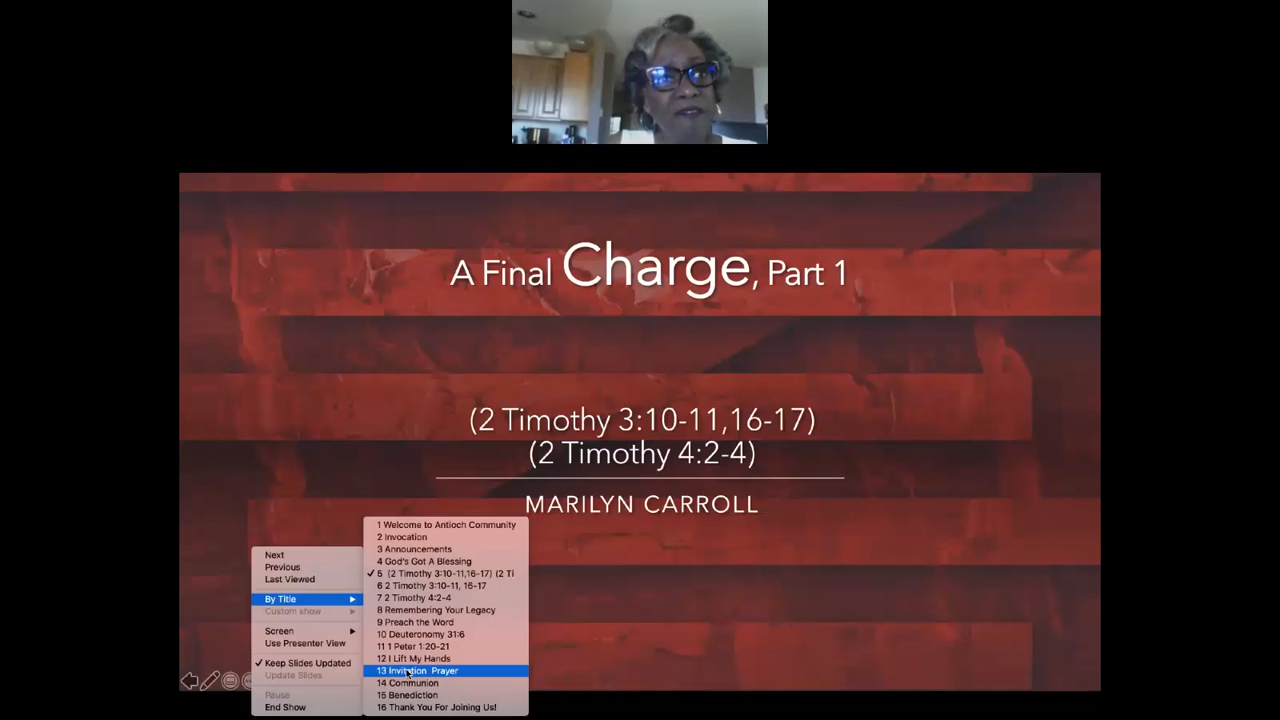 A Final Charge, Part 1
(2 Timothy 3:10-11,16-17)
(2 Timothy 4:2-4)
MARILYN CARROLL
Next
Previous
Last Viewed
By Title
Custom show
Screen
Use Presenter View
✓ Keep Slides Updated
Update Slides
Pause
End Show
1 Welcome to Antioch Community
2 Invocation
3 Announcements
4 God's Got A Blessing
✓ 5 (2 Timothy 3:10-11,16-17) (2 Ti
6 2 Timothy 3:10-11, 16-17
7 2 Timothy 4:2-4
8 Remembering Your Legacy
9 Preach the Word
10 Deuteronomy 31:6
11 1 Peter 1:20-21
12 I Lift My Hands
13 Invitation Prayer
14 Communion
15 Benediction
16 Thank You For Joining Us!